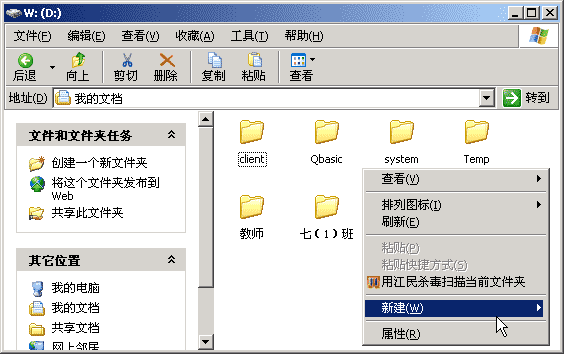 W: (D:)
文件(F) 编辑(E) 查看(V) 收藏(A) 工具(T) 帮助(H)
后退 向上 剪切 删除 复制 粘贴 查看
地址(D) 我的文档 转到
文件和文件夹任务
创建一个新文件夹
将这个文件夹发布到
Web
共享此文件夹
其它位置
我的电脑
我的文档
共享文档
网上邻居
client Qbasic system Temp
教师 七（1）班
查看(V)
排列图标(I)
刷新(E)
粘贴(P)
粘贴快捷方式(S)
用江民杀毒扫描当前文件夹
新建(W)
属性(R)